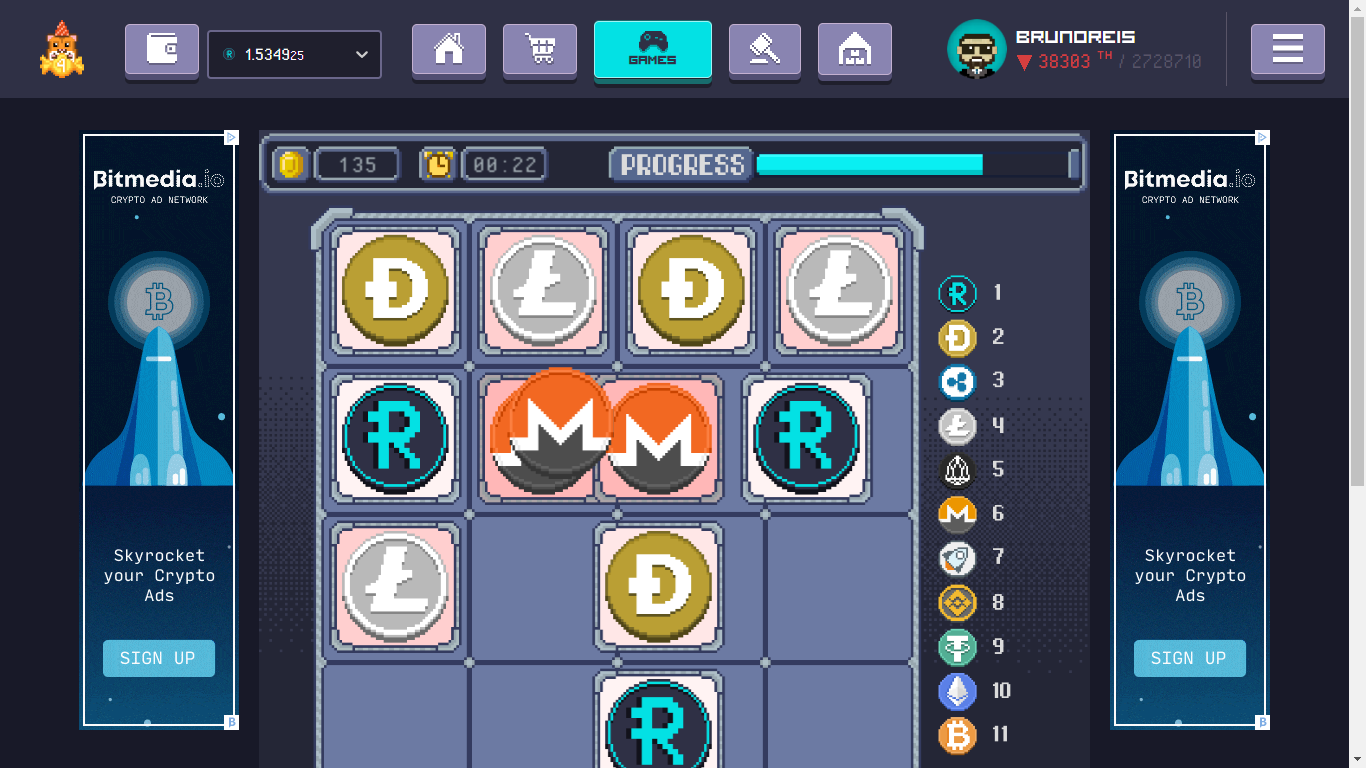 1.534925
GAMES
BRUNOREIS
38303 TH / 2728710
Bitmedia.io
CRYPTO AD NETWORK
Skyrocket
your Crypto
Ads
SIGN UP
135
00:22
PROGRESS
1
2
3
4
5
6
7
8
9
10
11
Bitmedia.io
CRYPTO AD NETWORK
Skyrocket
your Crypto
Ads
SIGN UP